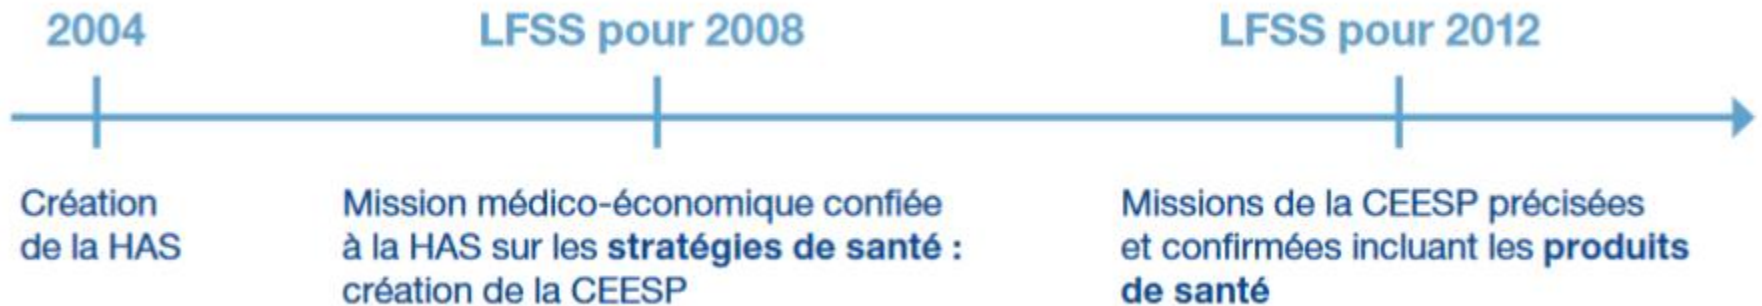 2004
LFSS pour 2008
LFSS pour 2012
Création
de la HAS
Mission médico-économique confiée
à la HAS sur les stratégies de santé :
création de la CEESP
Missions de la CEESP précisées
et confirmées incluant les produits
de santé